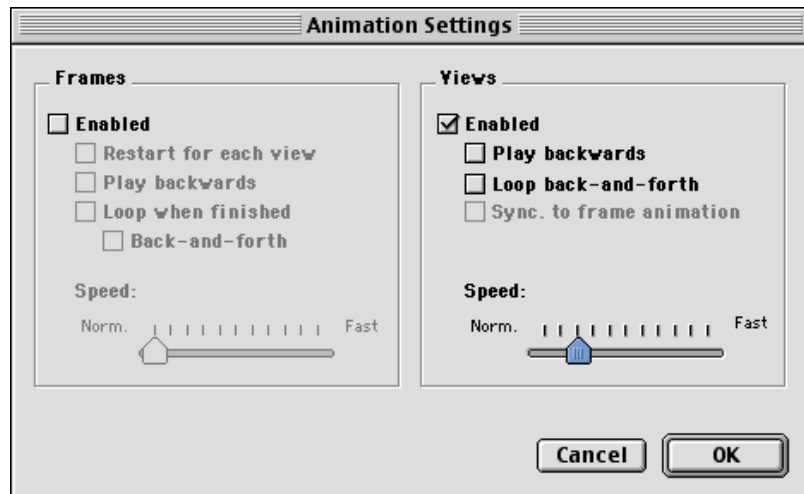 Animation Settings
Frames
Enabled
Restart for each view
Play backwards
Loop when finished
Back-and-forth
Speed:
Norm. Fast
Views
Enabled
Play backwards
Loop back-and-forth
Sync. to frame animation
Speed:
Norm. Fast
Cancel OK